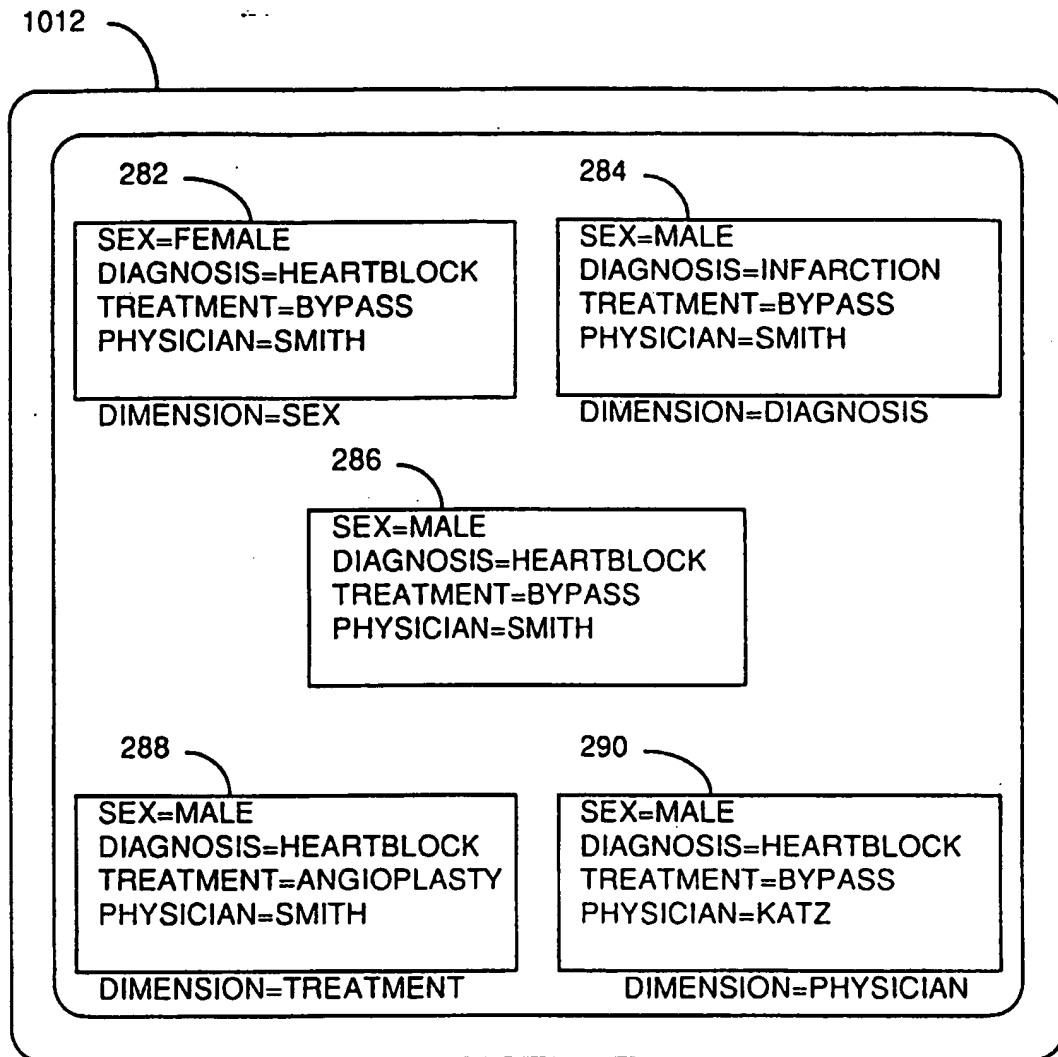 1012
282
SEX=FEMALE
DIAGNOSIS=HEARTBLOCK
TREATMENT=BYPASS
PHYSICIAN=SMITH
DIMENSION=SEX
284
SEX=MALE
DIAGNOSIS=INFARCTION
TREATMENT=BYPASS
PHYSICIAN=SMITH
DIMENSION=DIAGNOSIS
286
SEX=MALE
DIAGNOSIS=HEARTBLOCK
TREATMENT=BYPASS
PHYSICIAN=SMITH
288
SEX=MALE
DIAGNOSIS=HEARTBLOCK
TREATMENT=ANGIOPLASTY
PHYSICIAN=SMITH
DIMENSION=TREATMENT
290
SEX=MALE
DIAGNOSIS=HEARTBLOCK
TREATMENT=BYPASS
PHYSICIAN=KATZ
DIMENSION=PHYSICIAN